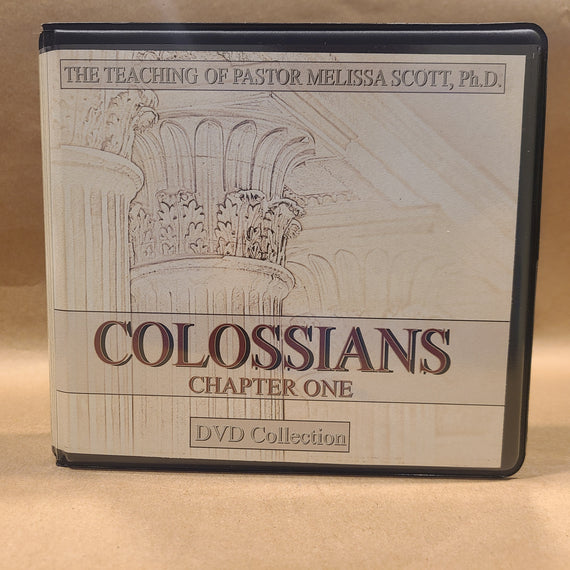 THE TEACHING OF PASTOR MELISSA SCOTT, Ph.D.
COLOSSIANS
CHAPTER ONE
DVD Collection